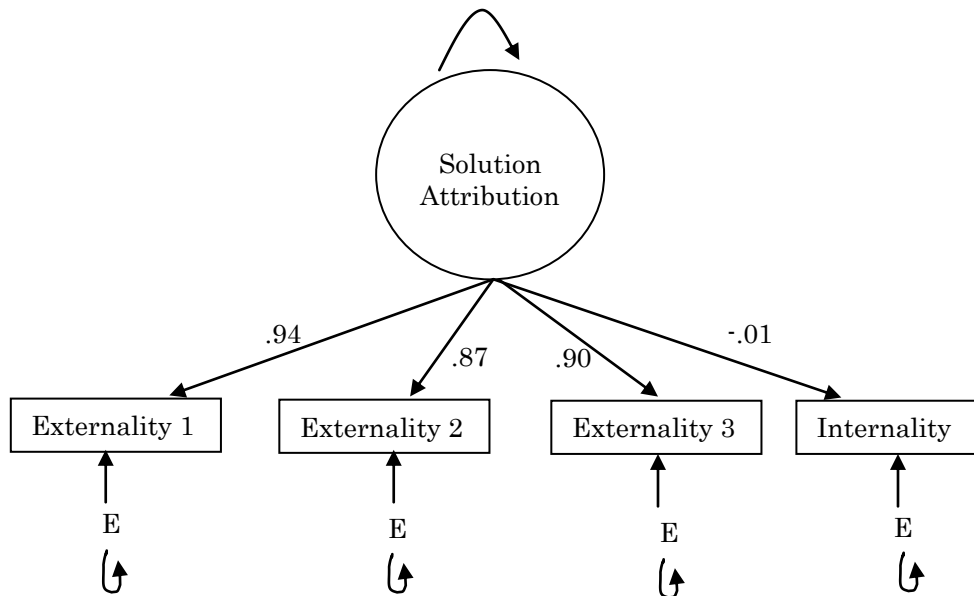 Solution
Attribution
.94
.87
.90
-.01
Externality 1
Externality 2
Externality 3
Internality
E
E
E
E